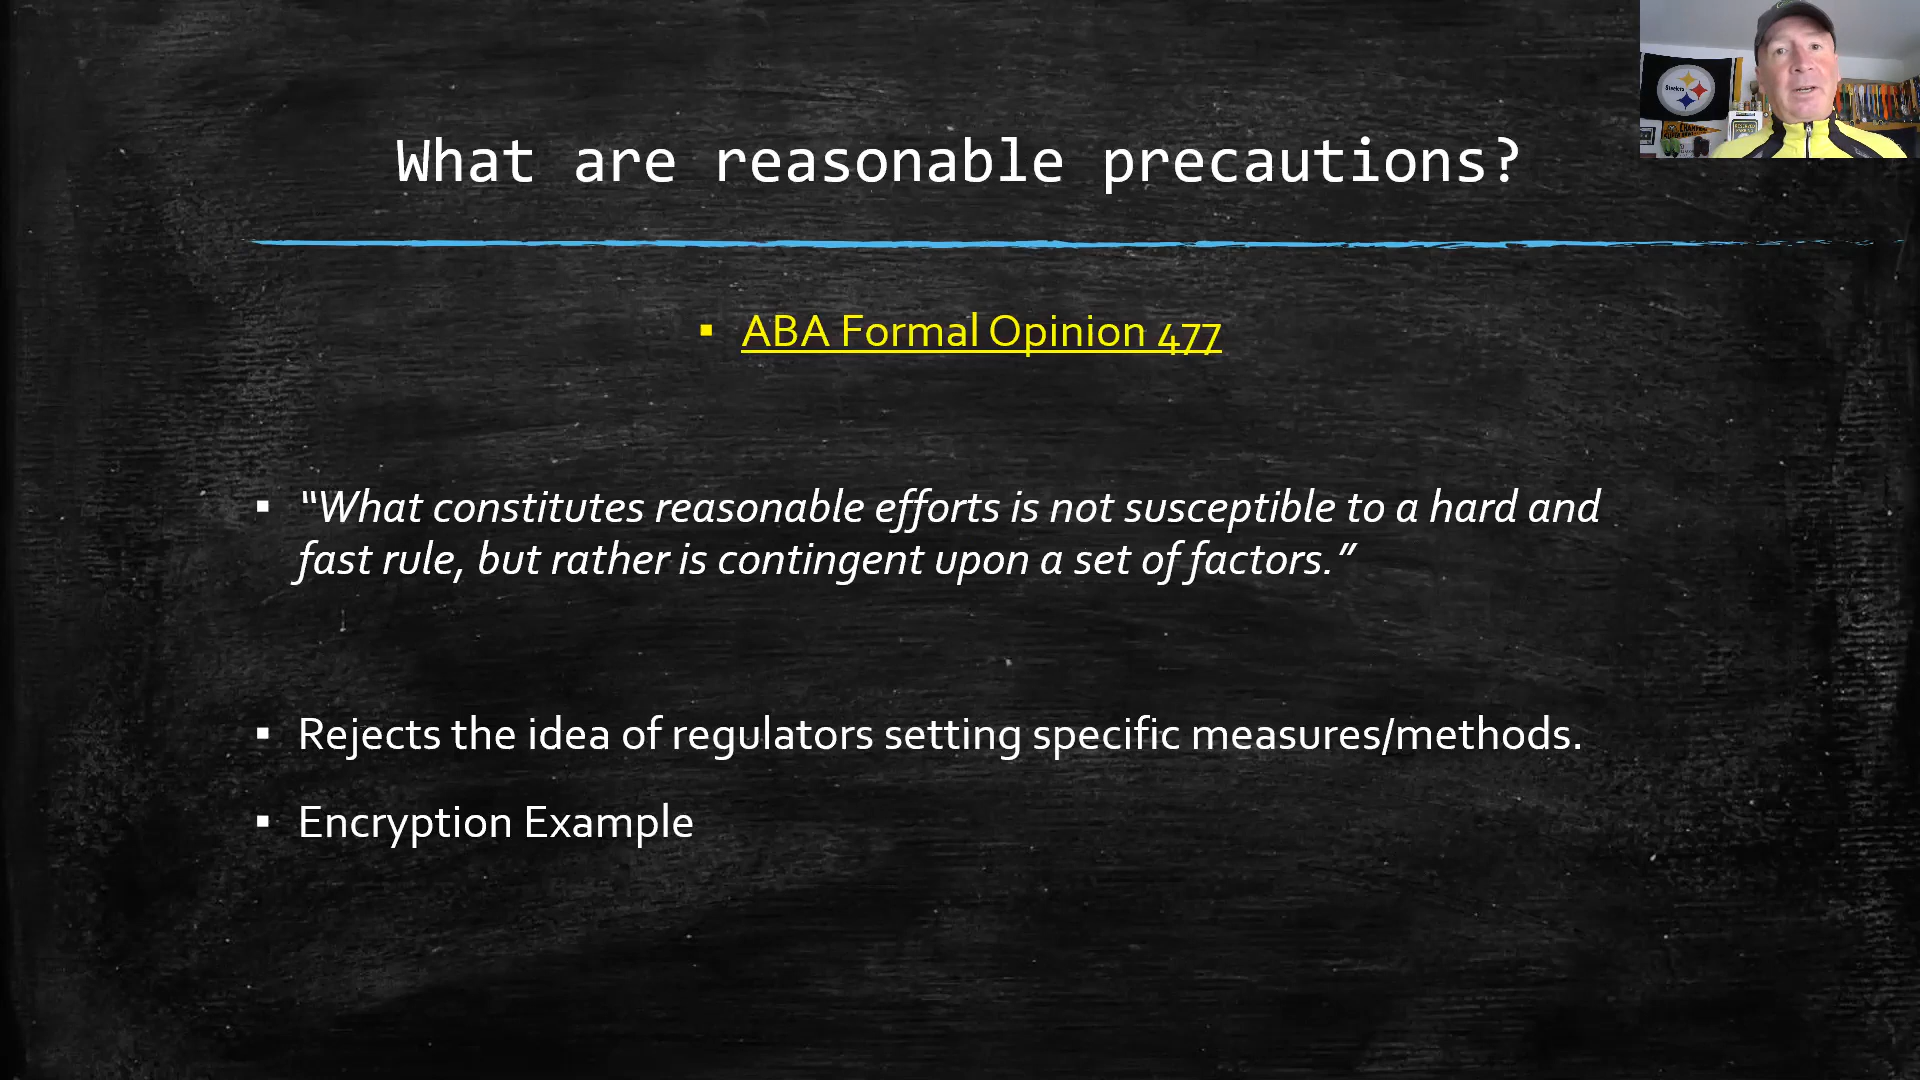 What are reasonable precautions?
▪ ABA Formal Opinion 477
▪ “What constitutes reasonable efforts is not susceptible to a hard and
fast rule, but rather is contingent upon a set of factors.”
▪ Rejects the idea of regulators setting specific measures/methods.
▪ Encryption Example
Steelers